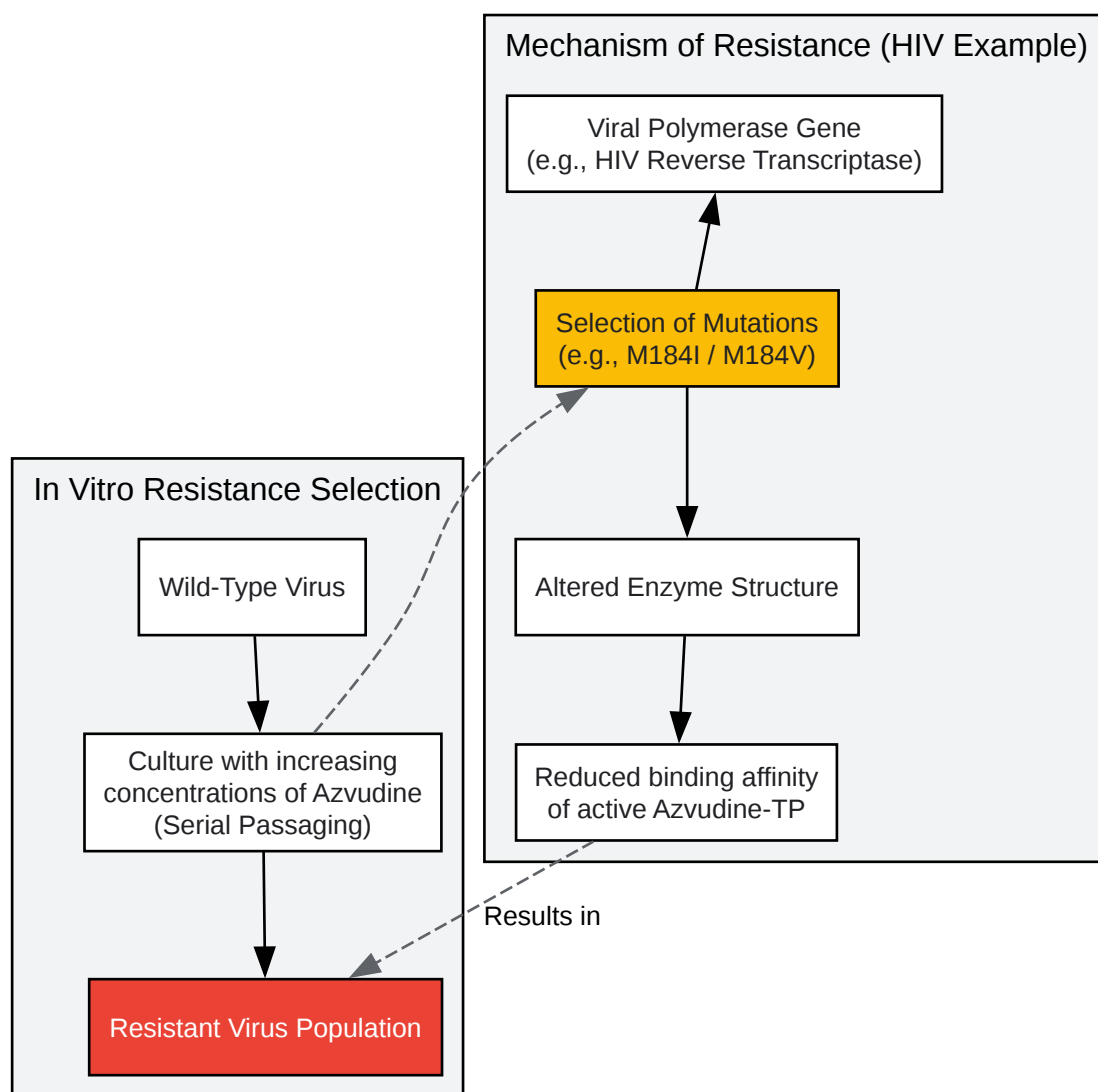 Mechanism of Resistance (HIV Example)
Viral Polymerase Gene
(e.g., HIV Reverse Transcriptase)
Selection of Mutations
(e.g., M184I / M184V)
Altered Enzyme Structure
Reduced binding affinity
of active Azvudine-TP
In Vitro Resistance Selection
Wild-Type Virus
Culture with increasing
concentrations of Azvudine
(Serial Passaging)
Results in
Resistant Virus Population